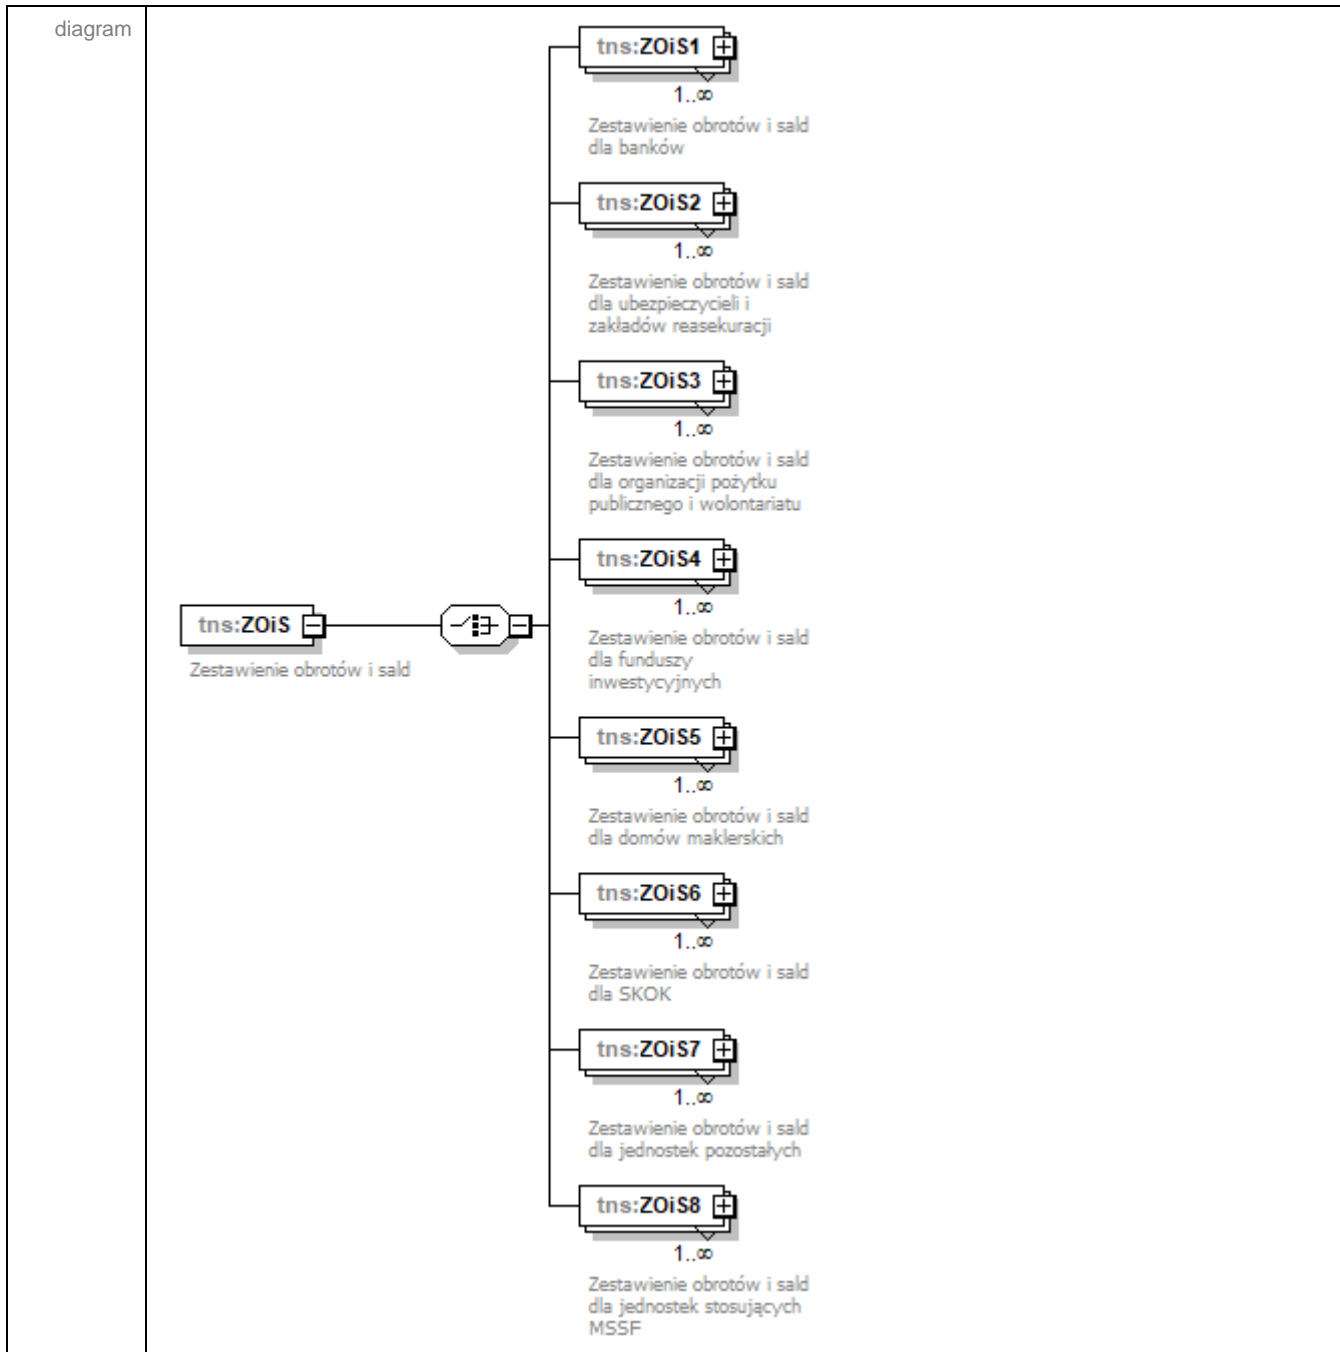 diagram
tns:ZOiS1
1..∞
Zestawienie obrotów i sald
dla banków
tns:ZOiS2
1..∞
Zestawienie obrotów i sald
dla ubezpieczycieli i
zakładów reasekuracji
tns:ZOiS3
1..∞
Zestawienie obrotów i sald
dla organizacji pożytku
publicznego i wolontariatu
tns:ZOiS4
1..∞
Zestawienie obrotów i sald
dla funduszy
inwestycyjnych
tns:ZOiS
Zestawienie obrotów i sald
tns:ZOiS5
1..∞
Zestawienie obrotów i sald
dla domów maklerskich
tns:ZOiS6
1..∞
Zestawienie obrotów i sald
dla SKOK
tns:ZOiS7
1..∞
Zestawienie obrotów i sald
dla jednostek pozostałych
tns:ZOiS8
1..∞
Zestawienie obrotów i sald
dla jednostek stosujących
MSSF